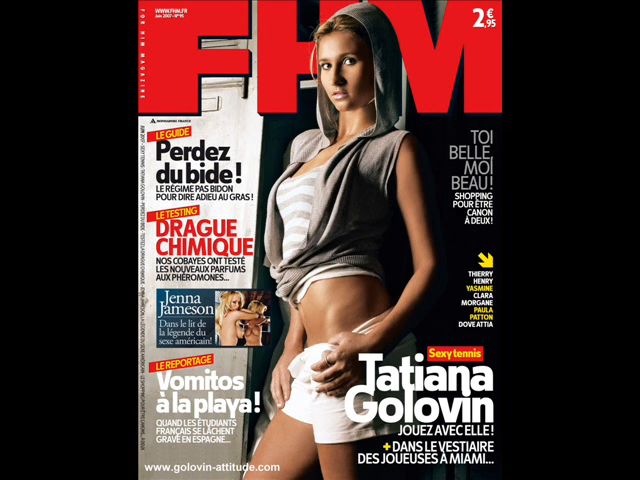 FOR HIM MAGAZINE
WWW.FHM.FR
Juin 2007 - N°95
FHM
2€,95
MONDADORI FRANCE
LE GUIDE
Perdez
du bide !
LE RÉGIME PAS BIDON
POUR DIRE ADIEU AU GRAS !
LE TESTING
DRAGUE
CHIMIQUE
NOS COBAYES ONT TESTÉ
LES NOUVEAUX PARFUMS
AUX PHÉROMONES...
Jenna
Jameson
Dans le lit de
la légende du
sexe américain!
LE REPORTAGE
Vomitos
à la playa !
QUAND LES ÉTUDIANTS
FRANÇAIS SE LÂCHENT
GRAVE EN ESPAGNE...
TOI
BELLE,
MOI
BEAU !
SHOPPING
POUR ÊTRE
CANON
À DEUX !
THIERRY
HENRY
YASMINE
CLARA
MORGANE
PAULA
PATTON
DOVE ATTIA
Sexy tennis
Tatiana
Golovin
JOUEZ AVEC ELLE !
+ DANS LE VESTIAIRE
DES JOUEUSES À MIAMI...
www.golovin-attitude.com